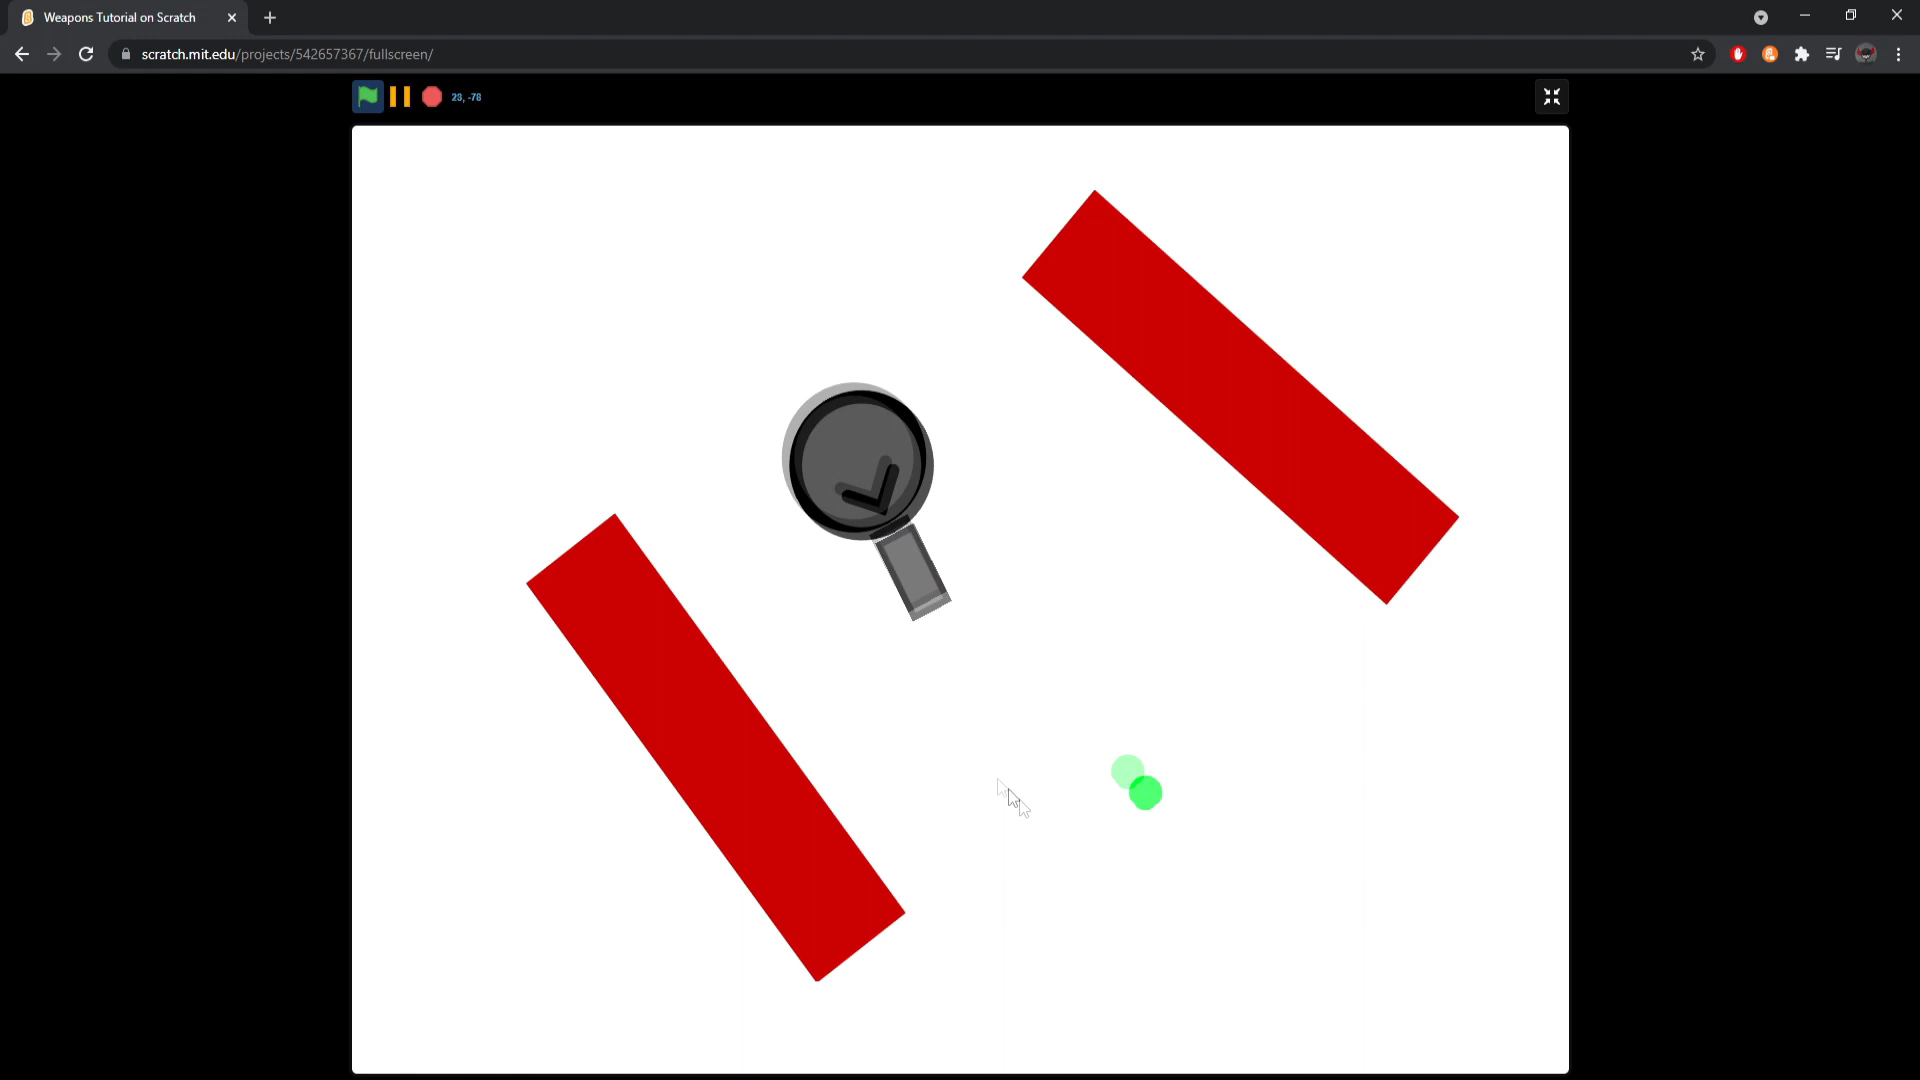 Weapons Tutorial on Scratch
scratch.mit.edu/projects/542657367/fullscreen/
23, -78